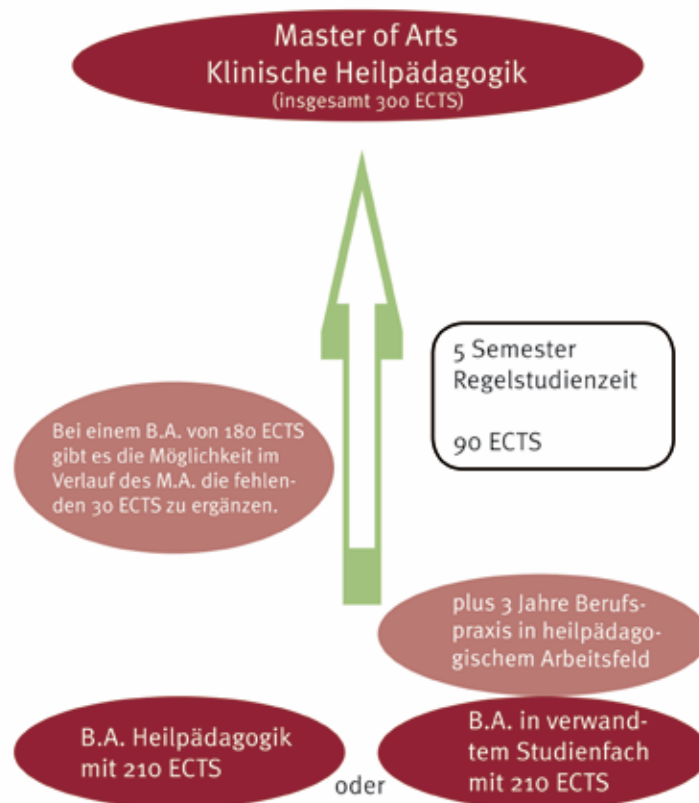 Master of Arts
Klinische Heilpädagogik
(insgesamt 300 ECTS)
5 Semester
Regelstudienzeit
90 ECTS
Bei einem B.A. von 180 ECTS
gibt es die Möglichkeit im
Verlauf des M.A. die fehlen-
den 30 ECTS zu ergänzen.
plus 3 Jahre Berufs-
praxis in heilpädago-
gischem Arbeitsfeld
B.A. Heilpädagogik
mit 210 ECTS
oder
B.A. in verwand-
tem Studienfach
mit 210 ECTS